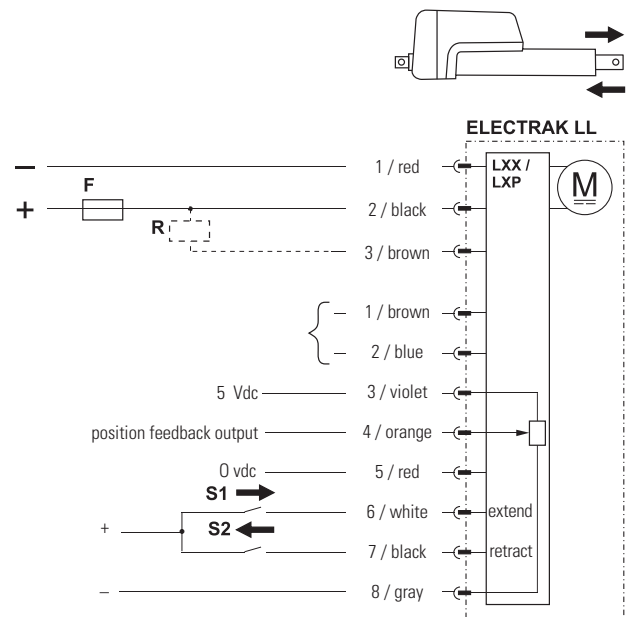 ELECTRAK LL
– 1 / red LXX /
LXP
M
F
+ 2 / black
R
3 / brown
1 / brown
2 / blue
5 Vdc 3 / violet
position feedback output 4 / orange
0 vdc 5 / red
S1
6 / white extend
+ S2
7 / black retract
– 8 / gray